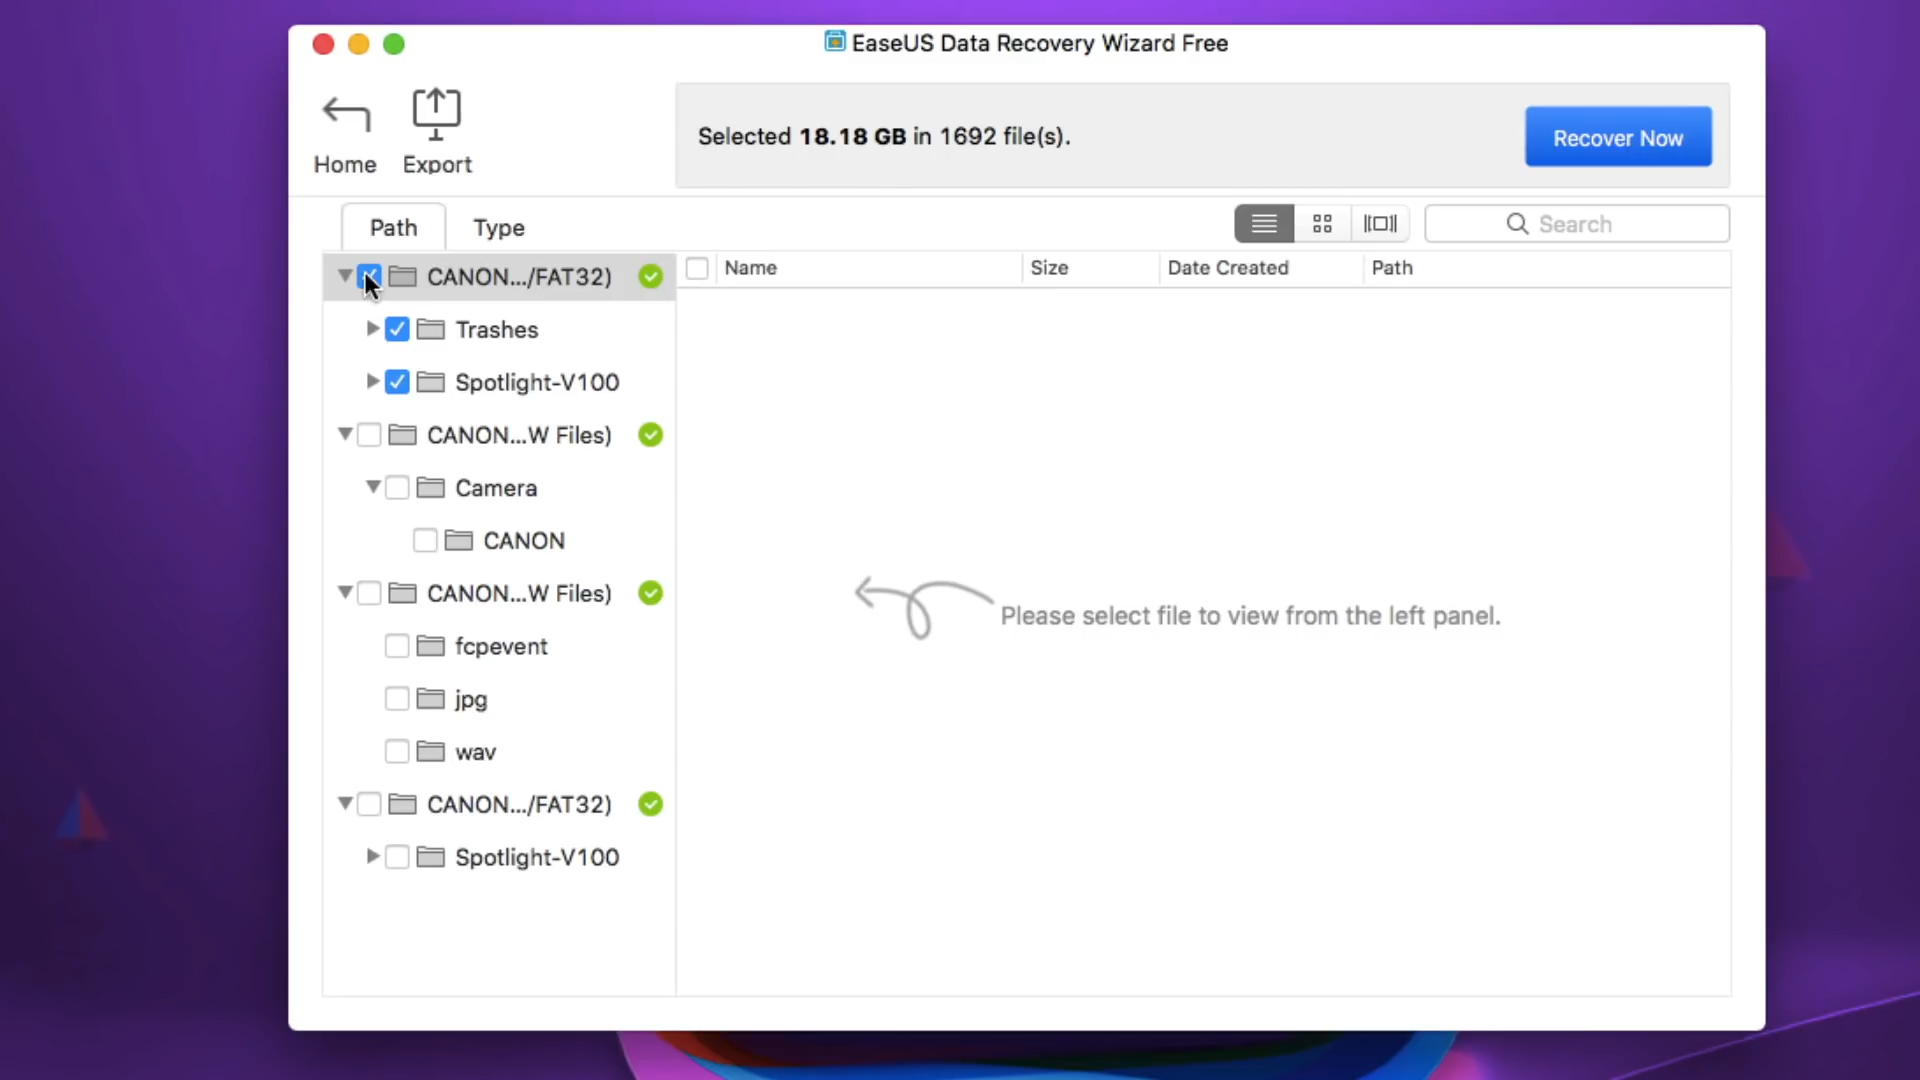 EaseUS Data Recovery Wizard Free
Home
Export
Selected 18.18 GB in 1692 file(s).
Recover Now
Path
Type
Search
CANON.../FAT32)
Trashes
Spotlight-V100
CANON...W Files)
Camera
CANON
CANON...W Files)
fcpevent
jpg
wav
CANON.../FAT32)
Spotlight-V100
Name
Size
Date Created
Path
Please select file to view from the left panel.